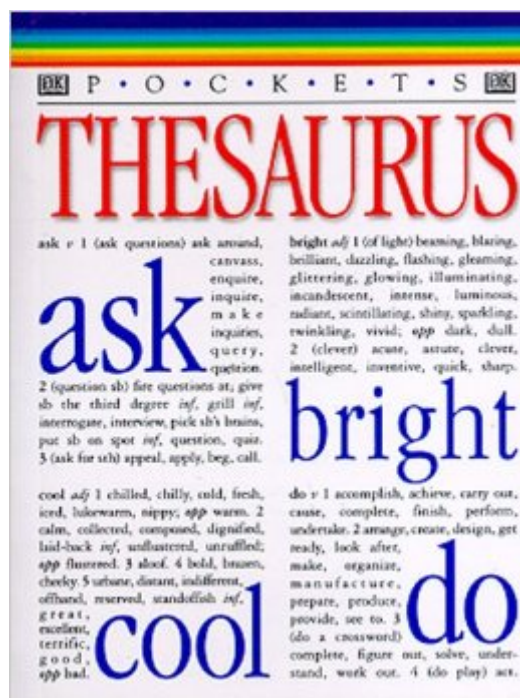 DK P · O · C · K · E · T · S DK
THESAURUS
ask v 1 (ask questions) ask around,
canvass,
enquire,
inquire,
make
inquiries,
query,
question.
ask
2 (question sb) fire questions at, give
sb the third degree inf, grill inf,
interrogate, interview, pick sb's brains,
put sb on spot inf, question, quiz.
3 (ask for sth) appeal, apply, beg, call.
bright adj 1 (of light) beaming, blazing,
brilliant, dazzling, flashing, gleaming,
glittering, glowing, illuminating,
incandescent, intense, luminous,
radiant, scintillating, shiny, sparkling,
twinkling, vivid; opp dark, dull.
2 (clever) acute, astute, clever,
intelligent, inventive, quick, sharp.
bright
cool adj 1 chilled, chilly, cold, fresh,
iced, lukewarm, nippy; opp warm. 2
calm, collected, composed, dignified,
laid-back inf, unflustered, unruffled;
opp flustered. 3 aloof. 4 bold, brazen,
cheeky. 5 urbane, distant, indifferent,
offhand, reserved, standoffish inf,
great,
excellent,
terrific,
good,
opp bad.
cool
do v 1 accomplish, achieve, carry out,
cause, complete, finish, perform,
undertake. 2 arrange, create, design, get
ready, look after,
make, organize,
manufacture,
prepare, produce,
provide, see to. 3
(do a crossword)
do
complete, figure out, solve, under-
stand, work out. 4 (do play) act.